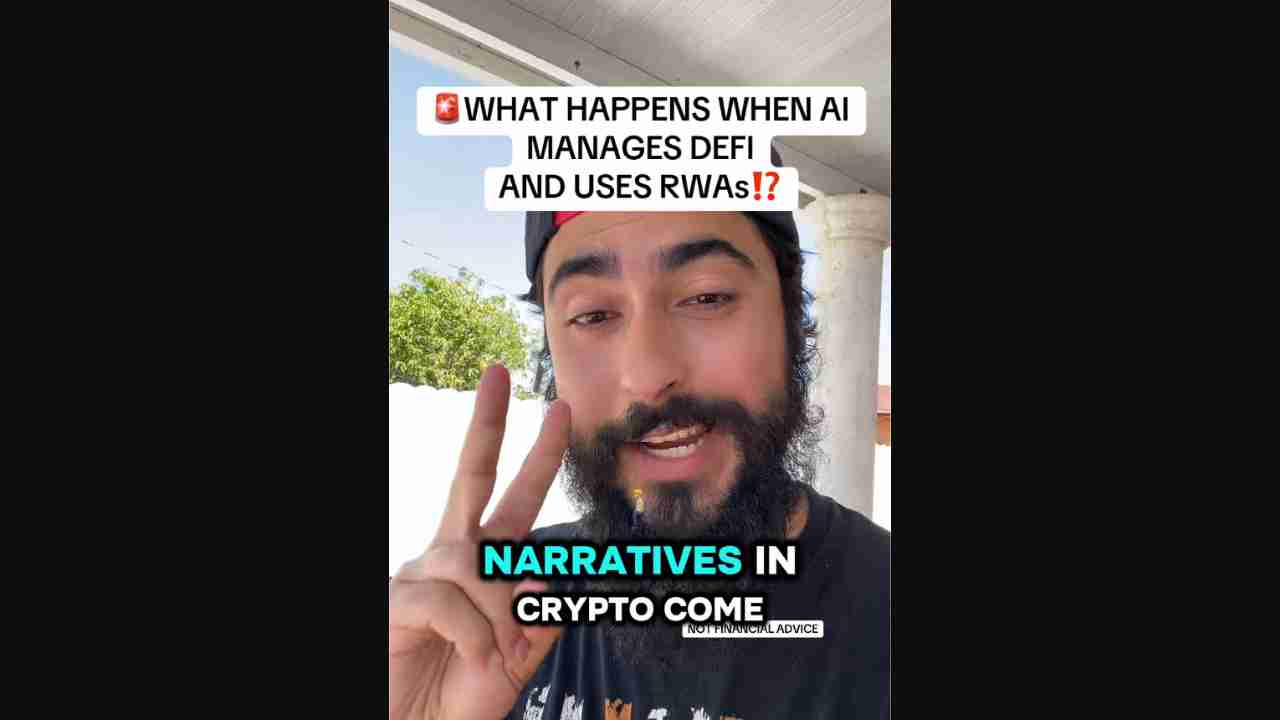 🚨WHAT HAPPENS WHEN AI
MANAGES DEFI
AND USES RWAs⁉️
NARRATIVES IN
CRYPTO COME
NOT FINANCIAL ADVICE